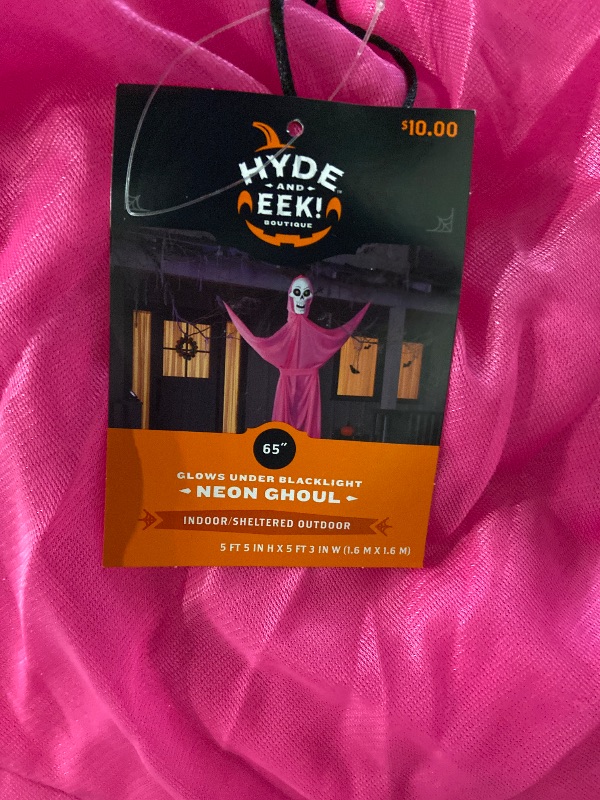 $10.00
HYDE
AND
EEK!
BOUTIQUE
65"
GLOWS UNDER BLACKLIGHT
NEON GHOUL
INDOOR/SHELTERED OUTDOOR
5 FT 5 IN H X 5 FT 3 IN W (1.6 M X 1.6 M)